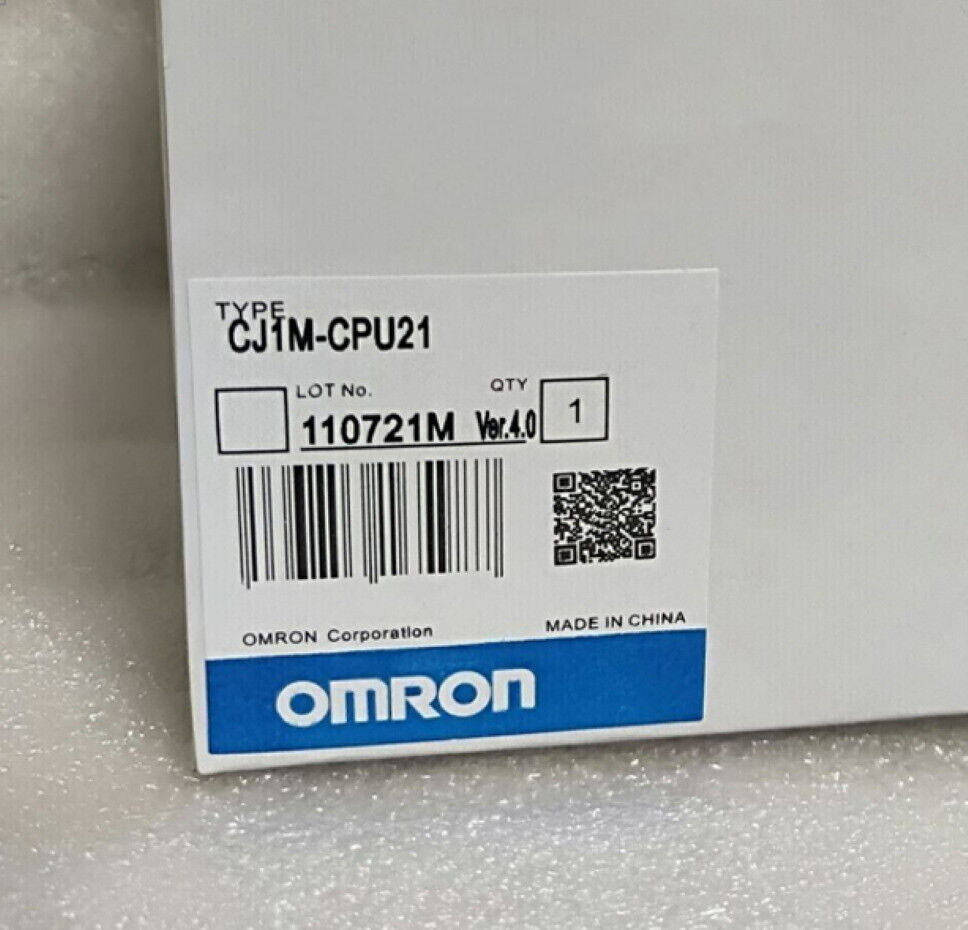 TYPE
CJ1M-CPU21
LOT No. QTY
110721M Ver.4.0 1
OMRON Corporation MADE IN CHINA
OMRON